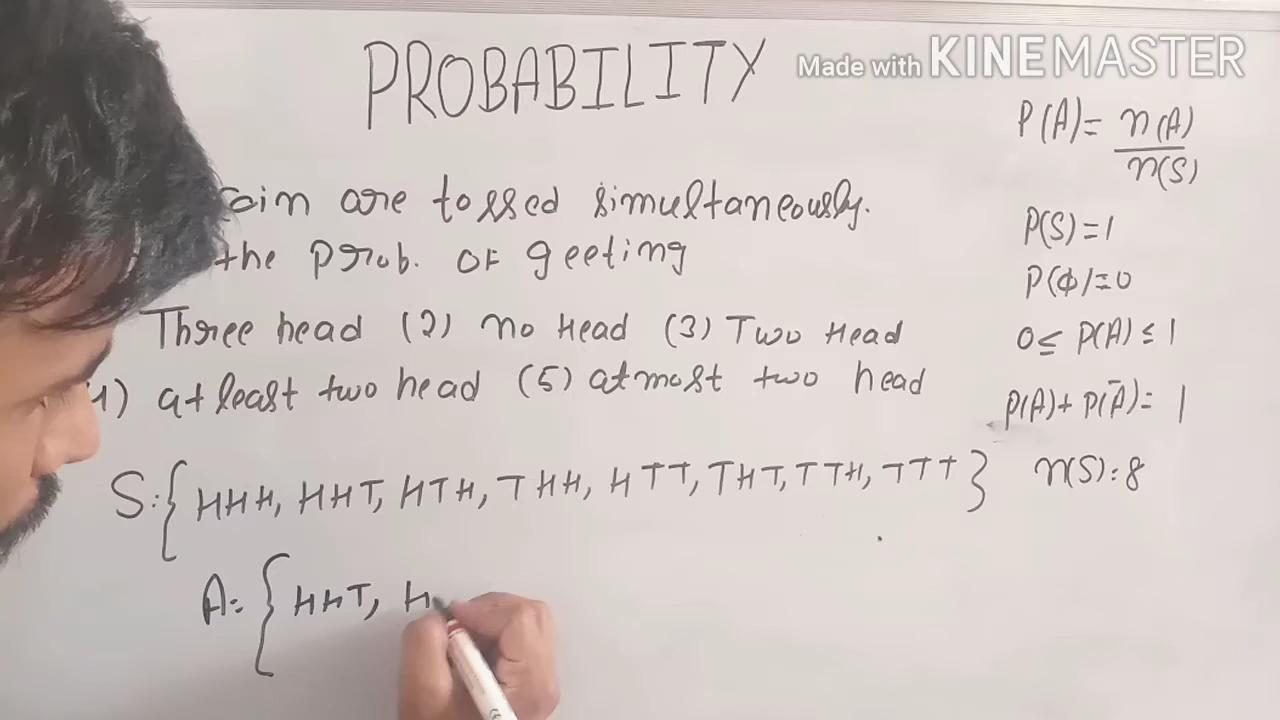 PROBABILITY
Made with KINEMASTER
P(A) = n(A)/n(S)
coin are tossed simultaneously.
P(S)=1
the prob. of geeting
P(ϕ)=0
Three head (2) no Head (3) Two Head
0≤ P(A) ≤ 1
4) at least two head (5) atmost two head
P(A)+ P(Ā)= 1
S:{ HHH, HHT, HTH, THH, HTT, THT, TTH, TTT }
n(S):8
A= { HHT, H